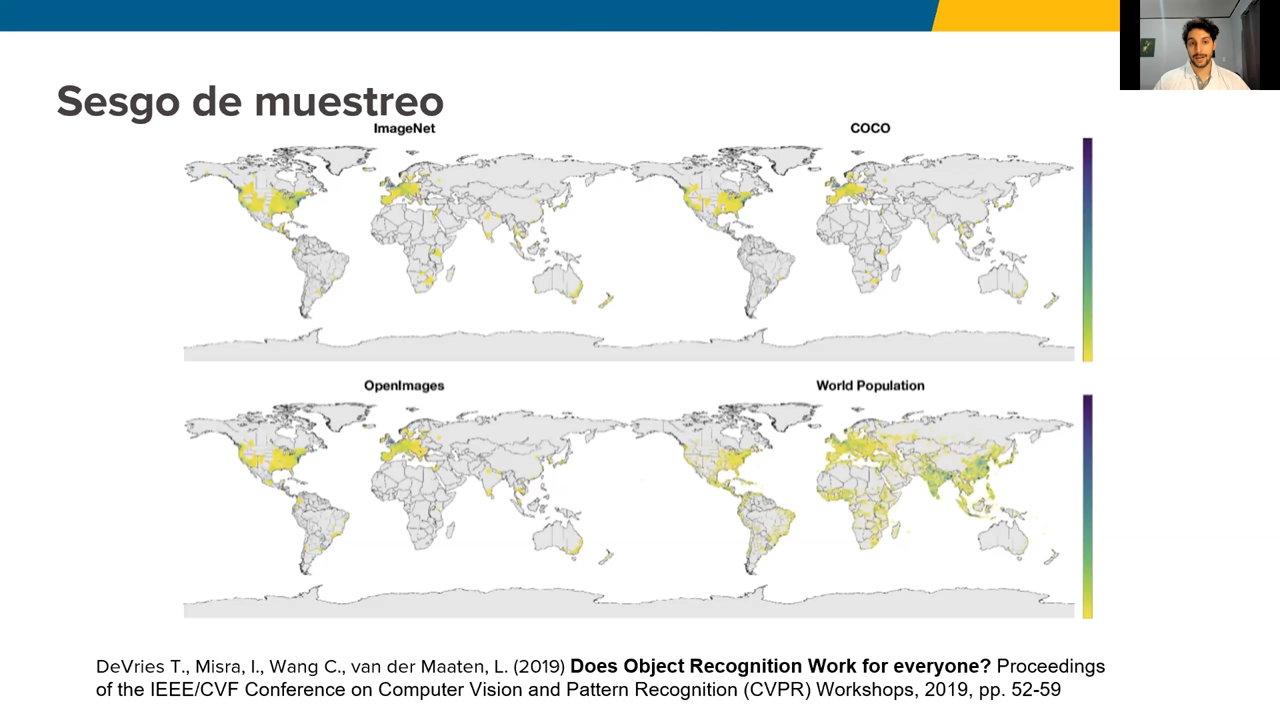 Sesgo de muestreo
ImageNet
COCO
OpenImages
World Population
DeVries T., Misra, I., Wang C., van der Maaten, L. (2019) Does Object Recognition Work for everyone? Proceedings
of the IEEE/CVF Conference on Computer Vision and Pattern Recognition (CVPR) Workshops, 2019, pp. 52-59